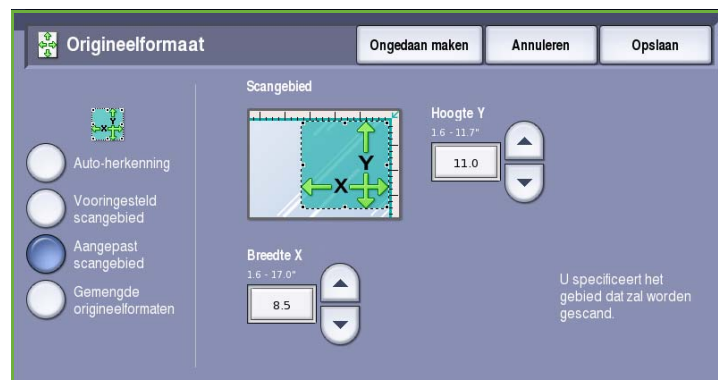 Origineelformaat
Ongedaan maken
Annuleren
Opslaan
Auto-herkenning
Vooringesteld
scangebied
Aangepast
scangebied
Gemengde
origineelformaten
Scangebied
Y
X
Hoogte Y
1.6 - 11.7"
11.0
Breedte X
1.6 - 17.0"
8.5
U specificeert het
gebied dat zal worden
gescand.